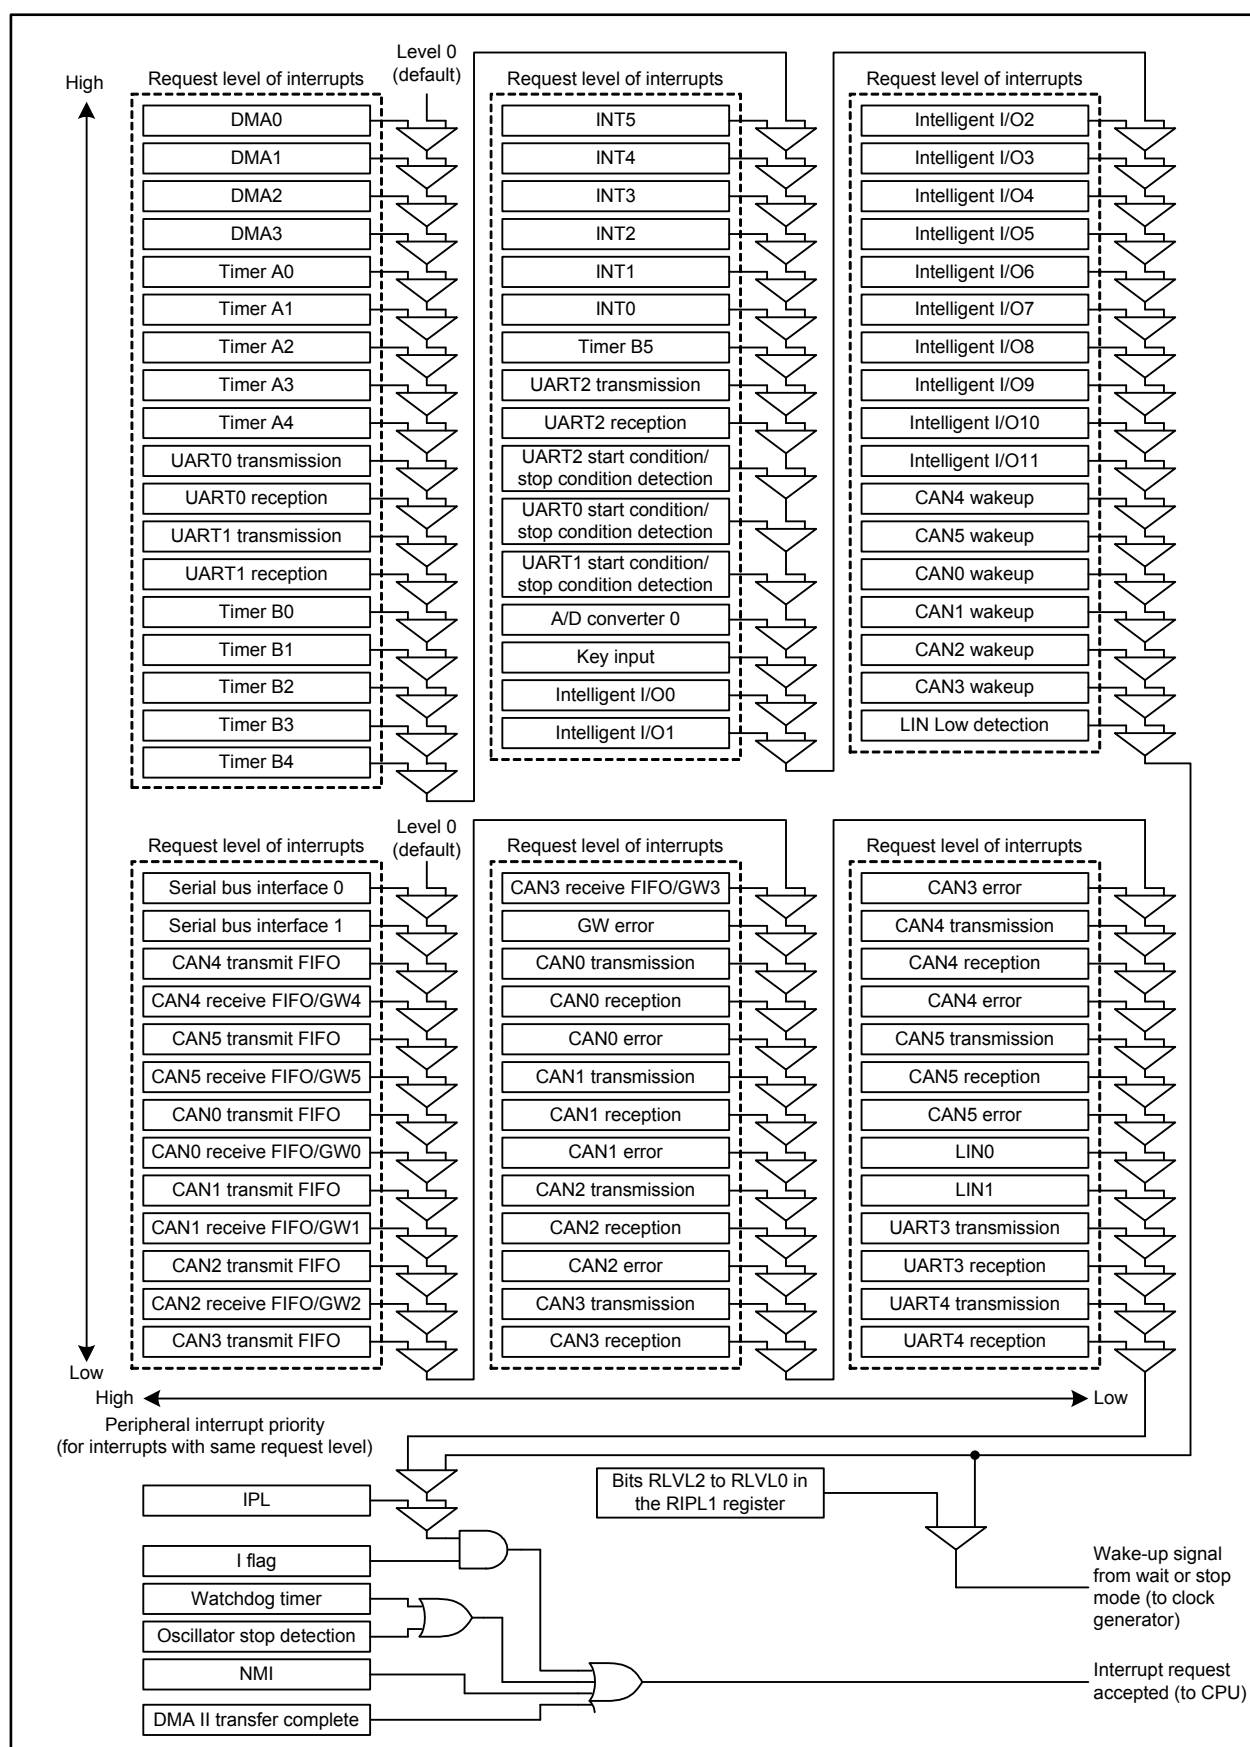 High
Request level of interrupts
DMA0
DMA1
DMA2
DMA3
Timer A0
Timer A1
Timer A2
Timer A3
Timer A4
UART0 transmission
UART0 reception
UART1 transmission
UART1 reception
Timer B0
Timer B1
Timer B2
Timer B3
Timer B4
Level 0
(default)
Request level of interrupts
INT5
INT4
INT3
INT2
INT1
INT0
Timer B5
UART2 transmission
UART2 reception
UART2 start condition/
stop condition detection
UART0 start condition/
stop condition detection
UART1 start condition/
stop condition detection
A/D converter 0
Key input
Intelligent I/O0
Intelligent I/O1
Request level of interrupts
Intelligent I/O2
Intelligent I/O3
Intelligent I/O4
Intelligent I/O5
Intelligent I/O6
Intelligent I/O7
Intelligent I/O8
Intelligent I/O9
Intelligent I/O10
Intelligent I/O11
CAN4 wakeup
CAN5 wakeup
CAN0 wakeup
CAN1 wakeup
CAN2 wakeup
CAN3 wakeup
LIN Low detection
Request level of interrupts
Serial bus interface 0
Serial bus interface 1
CAN4 transmit FIFO
CAN4 receive FIFO/GW4
CAN5 transmit FIFO
CAN5 receive FIFO/GW5
CAN0 transmit FIFO
CAN0 receive FIFO/GW0
CAN1 transmit FIFO
CAN1 receive FIFO/GW1
CAN2 transmit FIFO
CAN2 receive FIFO/GW2
CAN3 transmit FIFO
Level 0
(default)
Request level of interrupts
CAN3 receive FIFO/GW3
GW error
CAN0 transmission
CAN0 reception
CAN0 error
CAN1 transmission
CAN1 reception
CAN1 error
CAN2 transmission
CAN2 reception
CAN2 error
CAN3 transmission
CAN3 reception
Request level of interrupts
CAN3 error
CAN4 transmission
CAN4 reception
CAN4 error
CAN5 transmission
CAN5 reception
CAN5 error
LIN0
LIN1
UART3 transmission
UART3 reception
UART4 transmission
UART4 reception
Low
High
Low
Peripheral interrupt priority
(for interrupts with same request level)
IPL
Bits RLVL2 to RLVL0 in
the RIPL1 register
I flag
Watchdog timer
Oscillator stop detection
NMI
DMA II transfer complete
Wake-up signal
from wait or stop
mode (to clock
generator)
Interrupt request
accepted (to CPU)